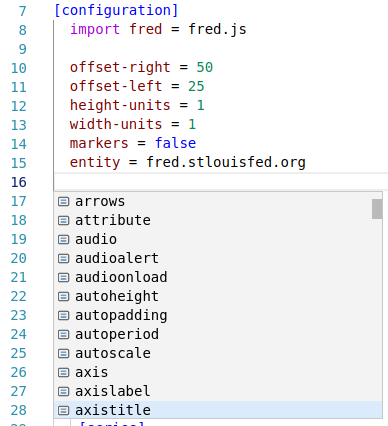 7 [configuration]
8 import fred = fred.js
9
10 offset-right = 50
11 offset-left = 25
12 height-units = 1
13 width-units = 1
14 markers = false
15 entity = fred.stlouisfed.org
16
17 arrows
18 attribute
19 audio
20 audioalert
21 audioonload
22 autoheight
23 autopadding
24 autoperiod
25 autoscale
26 axis
27 axislabel
28 axistitle